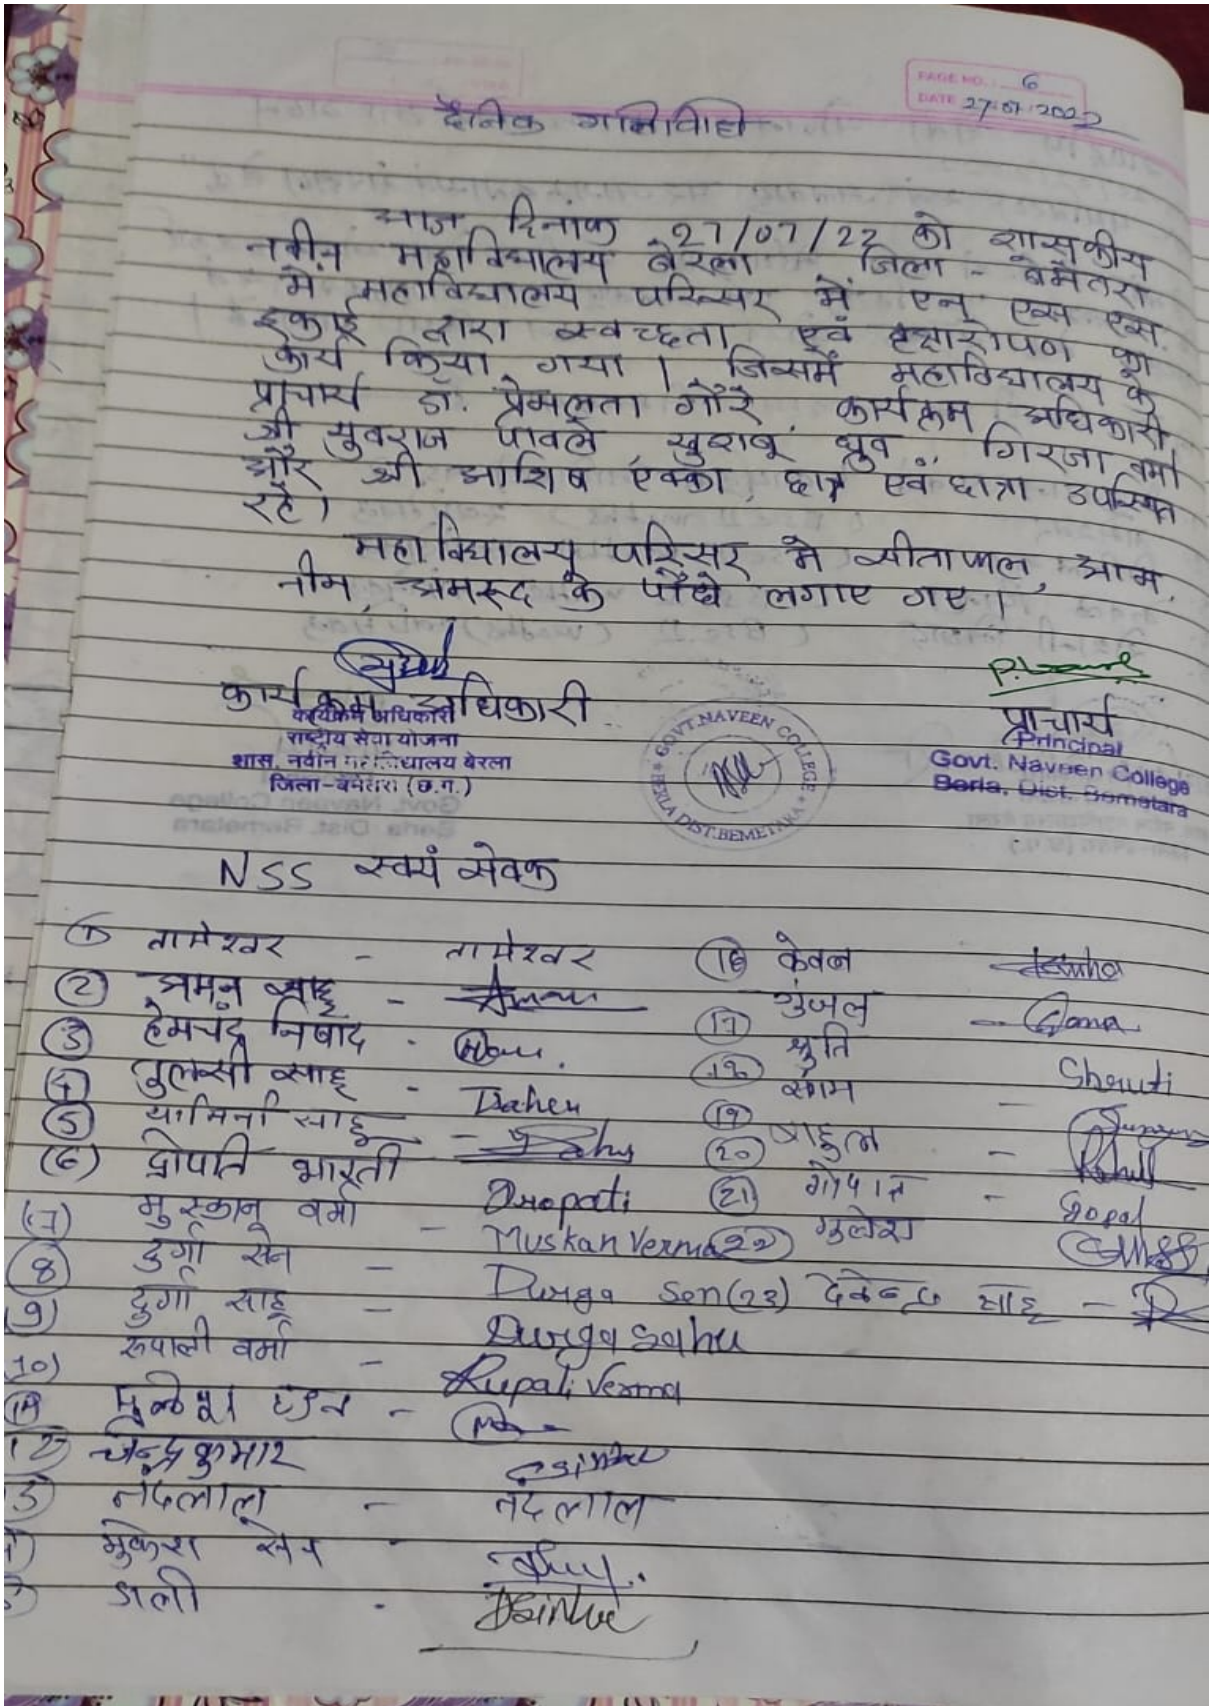 PAGE NO.: 6
DATE 27.07.2022
दैनिक गतिविधि
आज दिनांक 27/07/22 को शासकीय
नवीन महाविद्यालय बेरला जिला - बेमेतरा
में महाविद्यालय परिसर में एन एस एस.
इकाई द्वारा स्वच्छता एवं वृक्षारोपण का
कार्य किया गया । जिसमें महाविद्यालय के
प्राचार्य डॉ. प्रेमलता गौरे कार्यक्रम अधिकारी
श्री युवराज पावले खुशबू ध्रुव, गिरजा वर्मा
और श्री आशिष एक्का, छात्र एवं छात्रा उपस्थित
रहे।
महाविद्यालय परिसर मे सीताफल, आम,
नीम, अमरूद के पौधे लगाए गए ।
कार्यक्रम अधिकारी
कार्यक्रम अधिकारी
राष्ट्रीय सेवा योजना
शास. नवीन महाविद्यालय बेरला
जिला-बेमेतरा (छ.ग.)
GOVT. NAVEEN COLLEGE
BERLA DIST. BEMETARA
प्राचार्य
Principal
Govt. Naveen College
Berla, Dist. Bemetara
NSS स्वयं सेवक
① तामेश्वर - तामेश्वर
② अमन साहू -
③ हेमचंद निषाद -
④ तुलसी साहू -
⑤ यामिनी साहू -
(6) द्रोपति भारती Dropati
(7) मुस्कान वर्मा - Muskan Verma
⑧ दुर्गा सेन - Durga Sen
(9) दुर्गा साहू - Durga Sahu
10) रूपाली वर्मा - Rupali Verma
⑪
12) चन्द्रकुमार
13) नंदलाल - नंदलाल
मुकेश सेन -
डाली -
⑯ केवल
⑰ गुंजल -
⑱ श्रुति Shruti
⑲ संगम -
⑳ राहुल - Rahul
(21) गोपाल - Gopal
(22) गुलेश
(23) देवेन्द्र साहू -